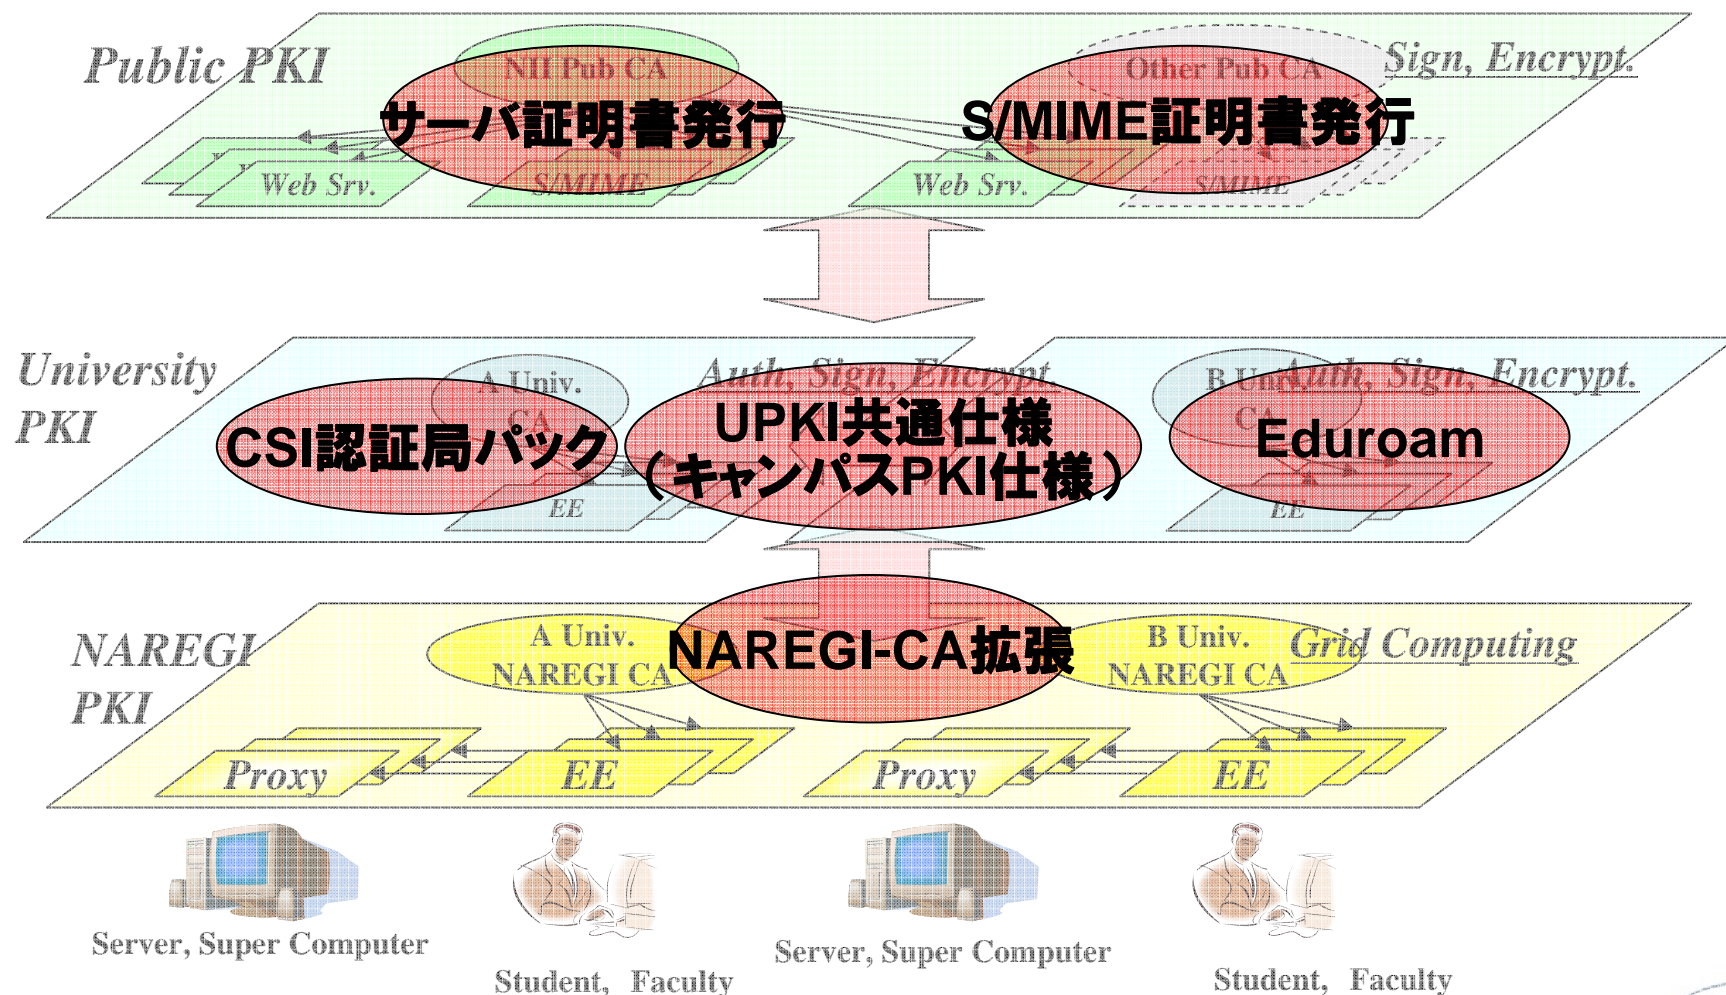 Public PKI
NII Pub CA
Other Pub CA
Sign, Encrypt.
サーバ証明書発行
S/MIME証明書発行
Web Srv.
S/MIME
Web Srv.
S/MIME
University
PKI
A Univ.
CA
Auth, Sign, Encrypt.
B Univ.
CA
Auth, Sign, Encrypt.
CSI認証局パック
UPKI共通仕様
（キャンパスPKI仕様）
Eduroam
EE
EE
NAREGI
PKI
A Univ.
NAREGI CA
NAREGI-CA拡張
B Univ.
NAREGI CA
Grid Computing
Proxy
EE
Proxy
EE
Server, Super Computer
Student, Faculty
Server, Super Computer
Student, Faculty